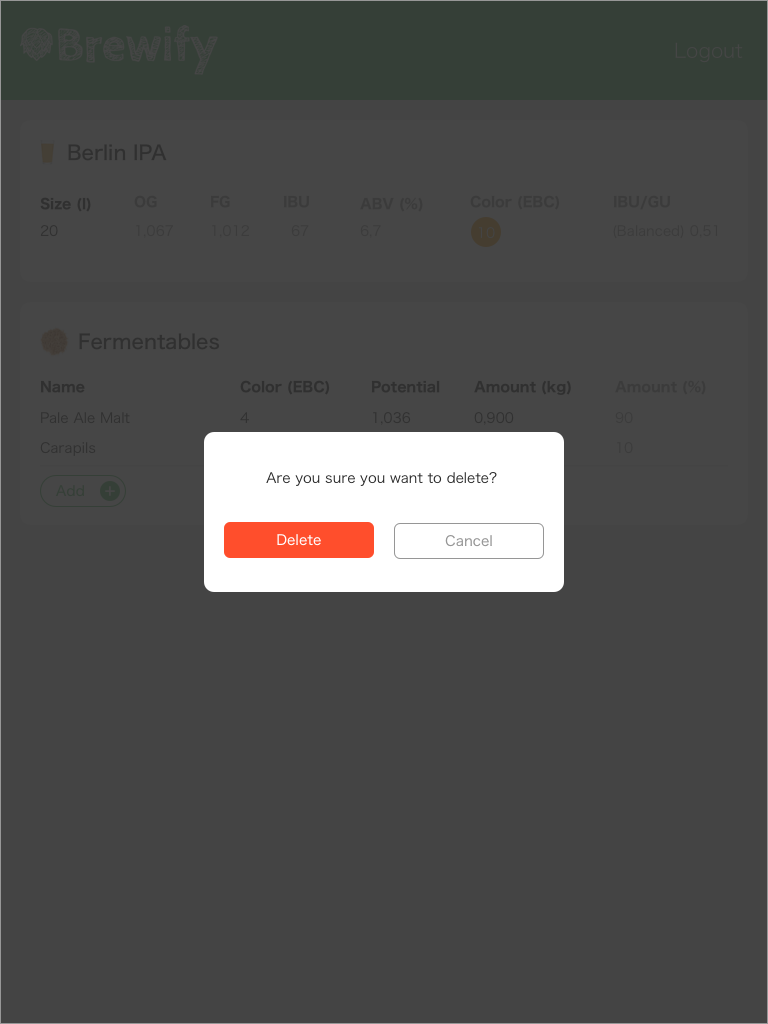 Brewify
Logout
Berlin IPA
Size (l) OG FG IBU ABV (%) Color (EBC) IBU/GU
20 1,067 1,012 67 6,7 10 (Balanced) 0,51
Fermentables
Name Color (EBC) Potential Amount (kg) Amount (%)
Pale Ale Malt 4 1,036 0,900 90
Carapils 10
Add
Are you sure you want to delete?
Delete Cancel